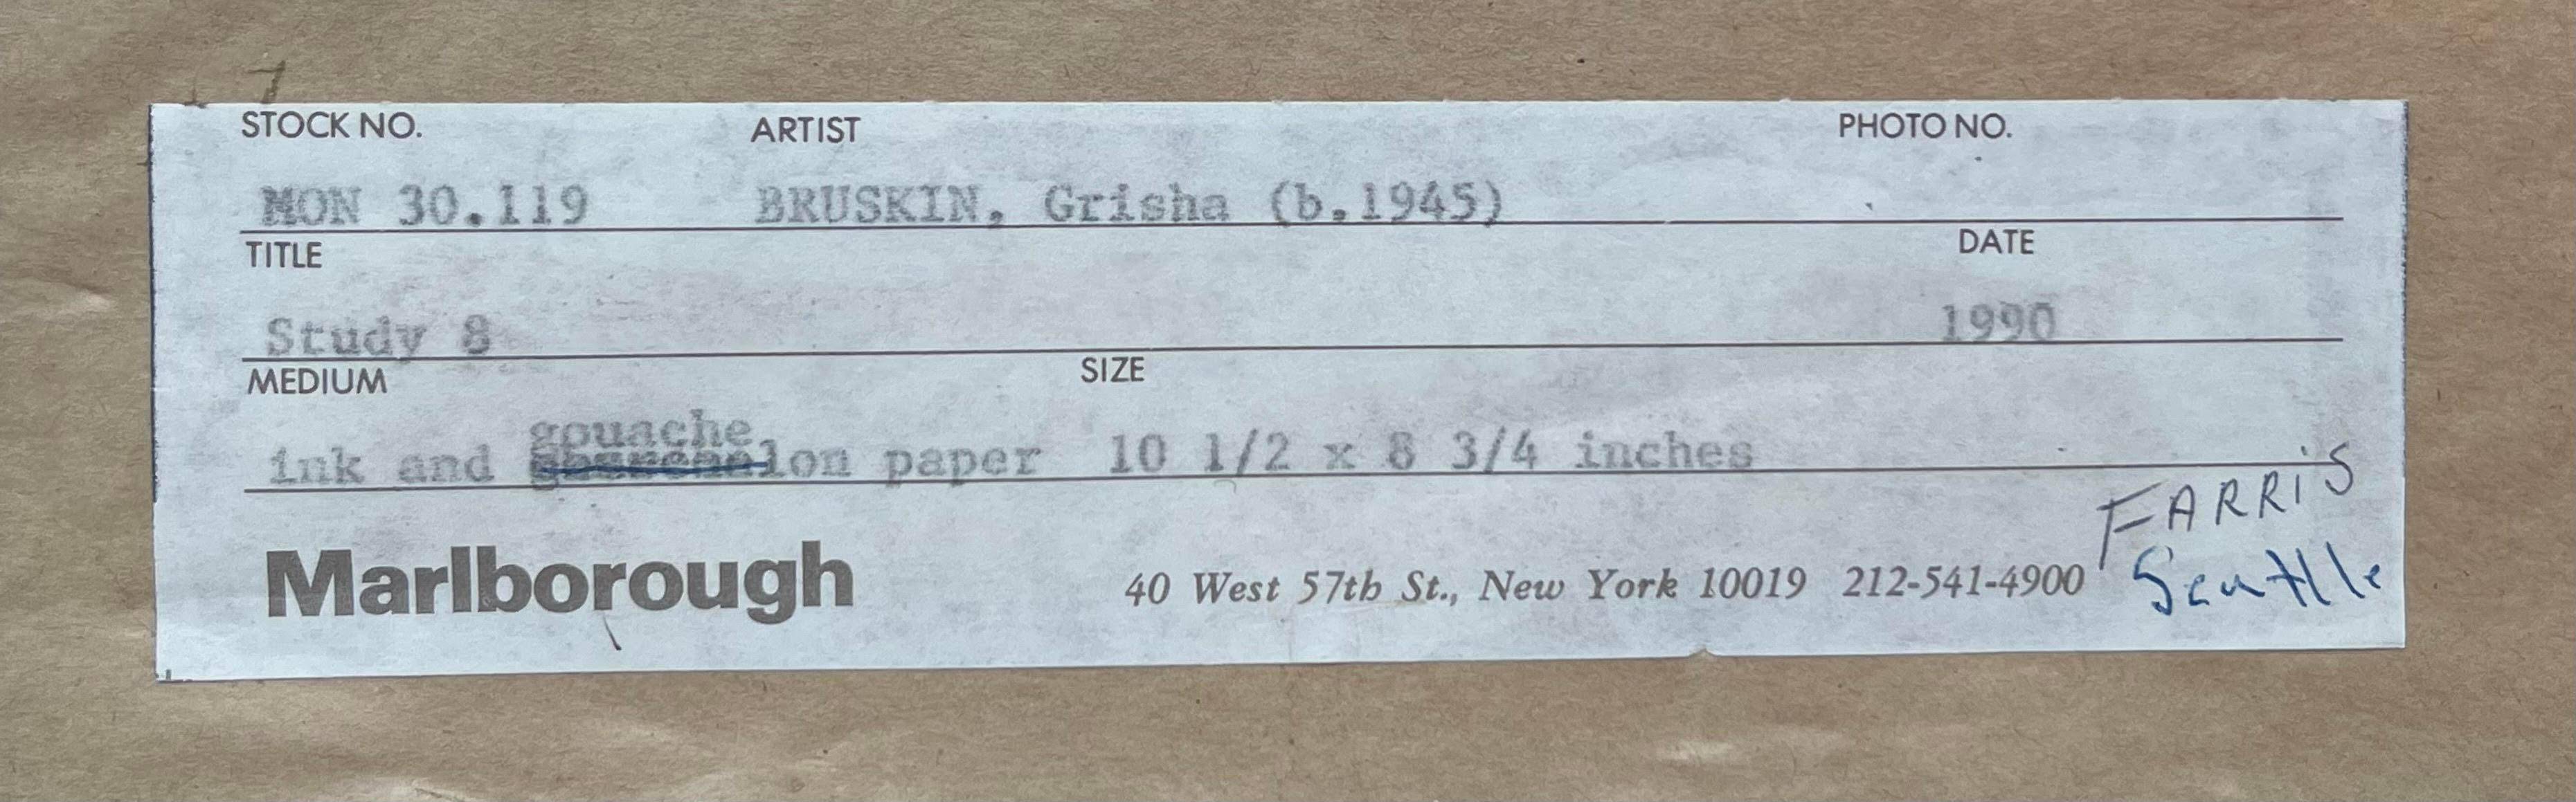 STOCK NO. ARTIST PHOTO NO.
MON 30.119 BRUSKIN, Grisha (b.1945)
TITLE DATE
Study 8 1990
MEDIUM SIZE
gouache
ink and on paper 10 1/2 x 8 3/4 inches
FARRiS
Marlborough 40 West 57th St., New York 10019 212-541-4900 Seattle